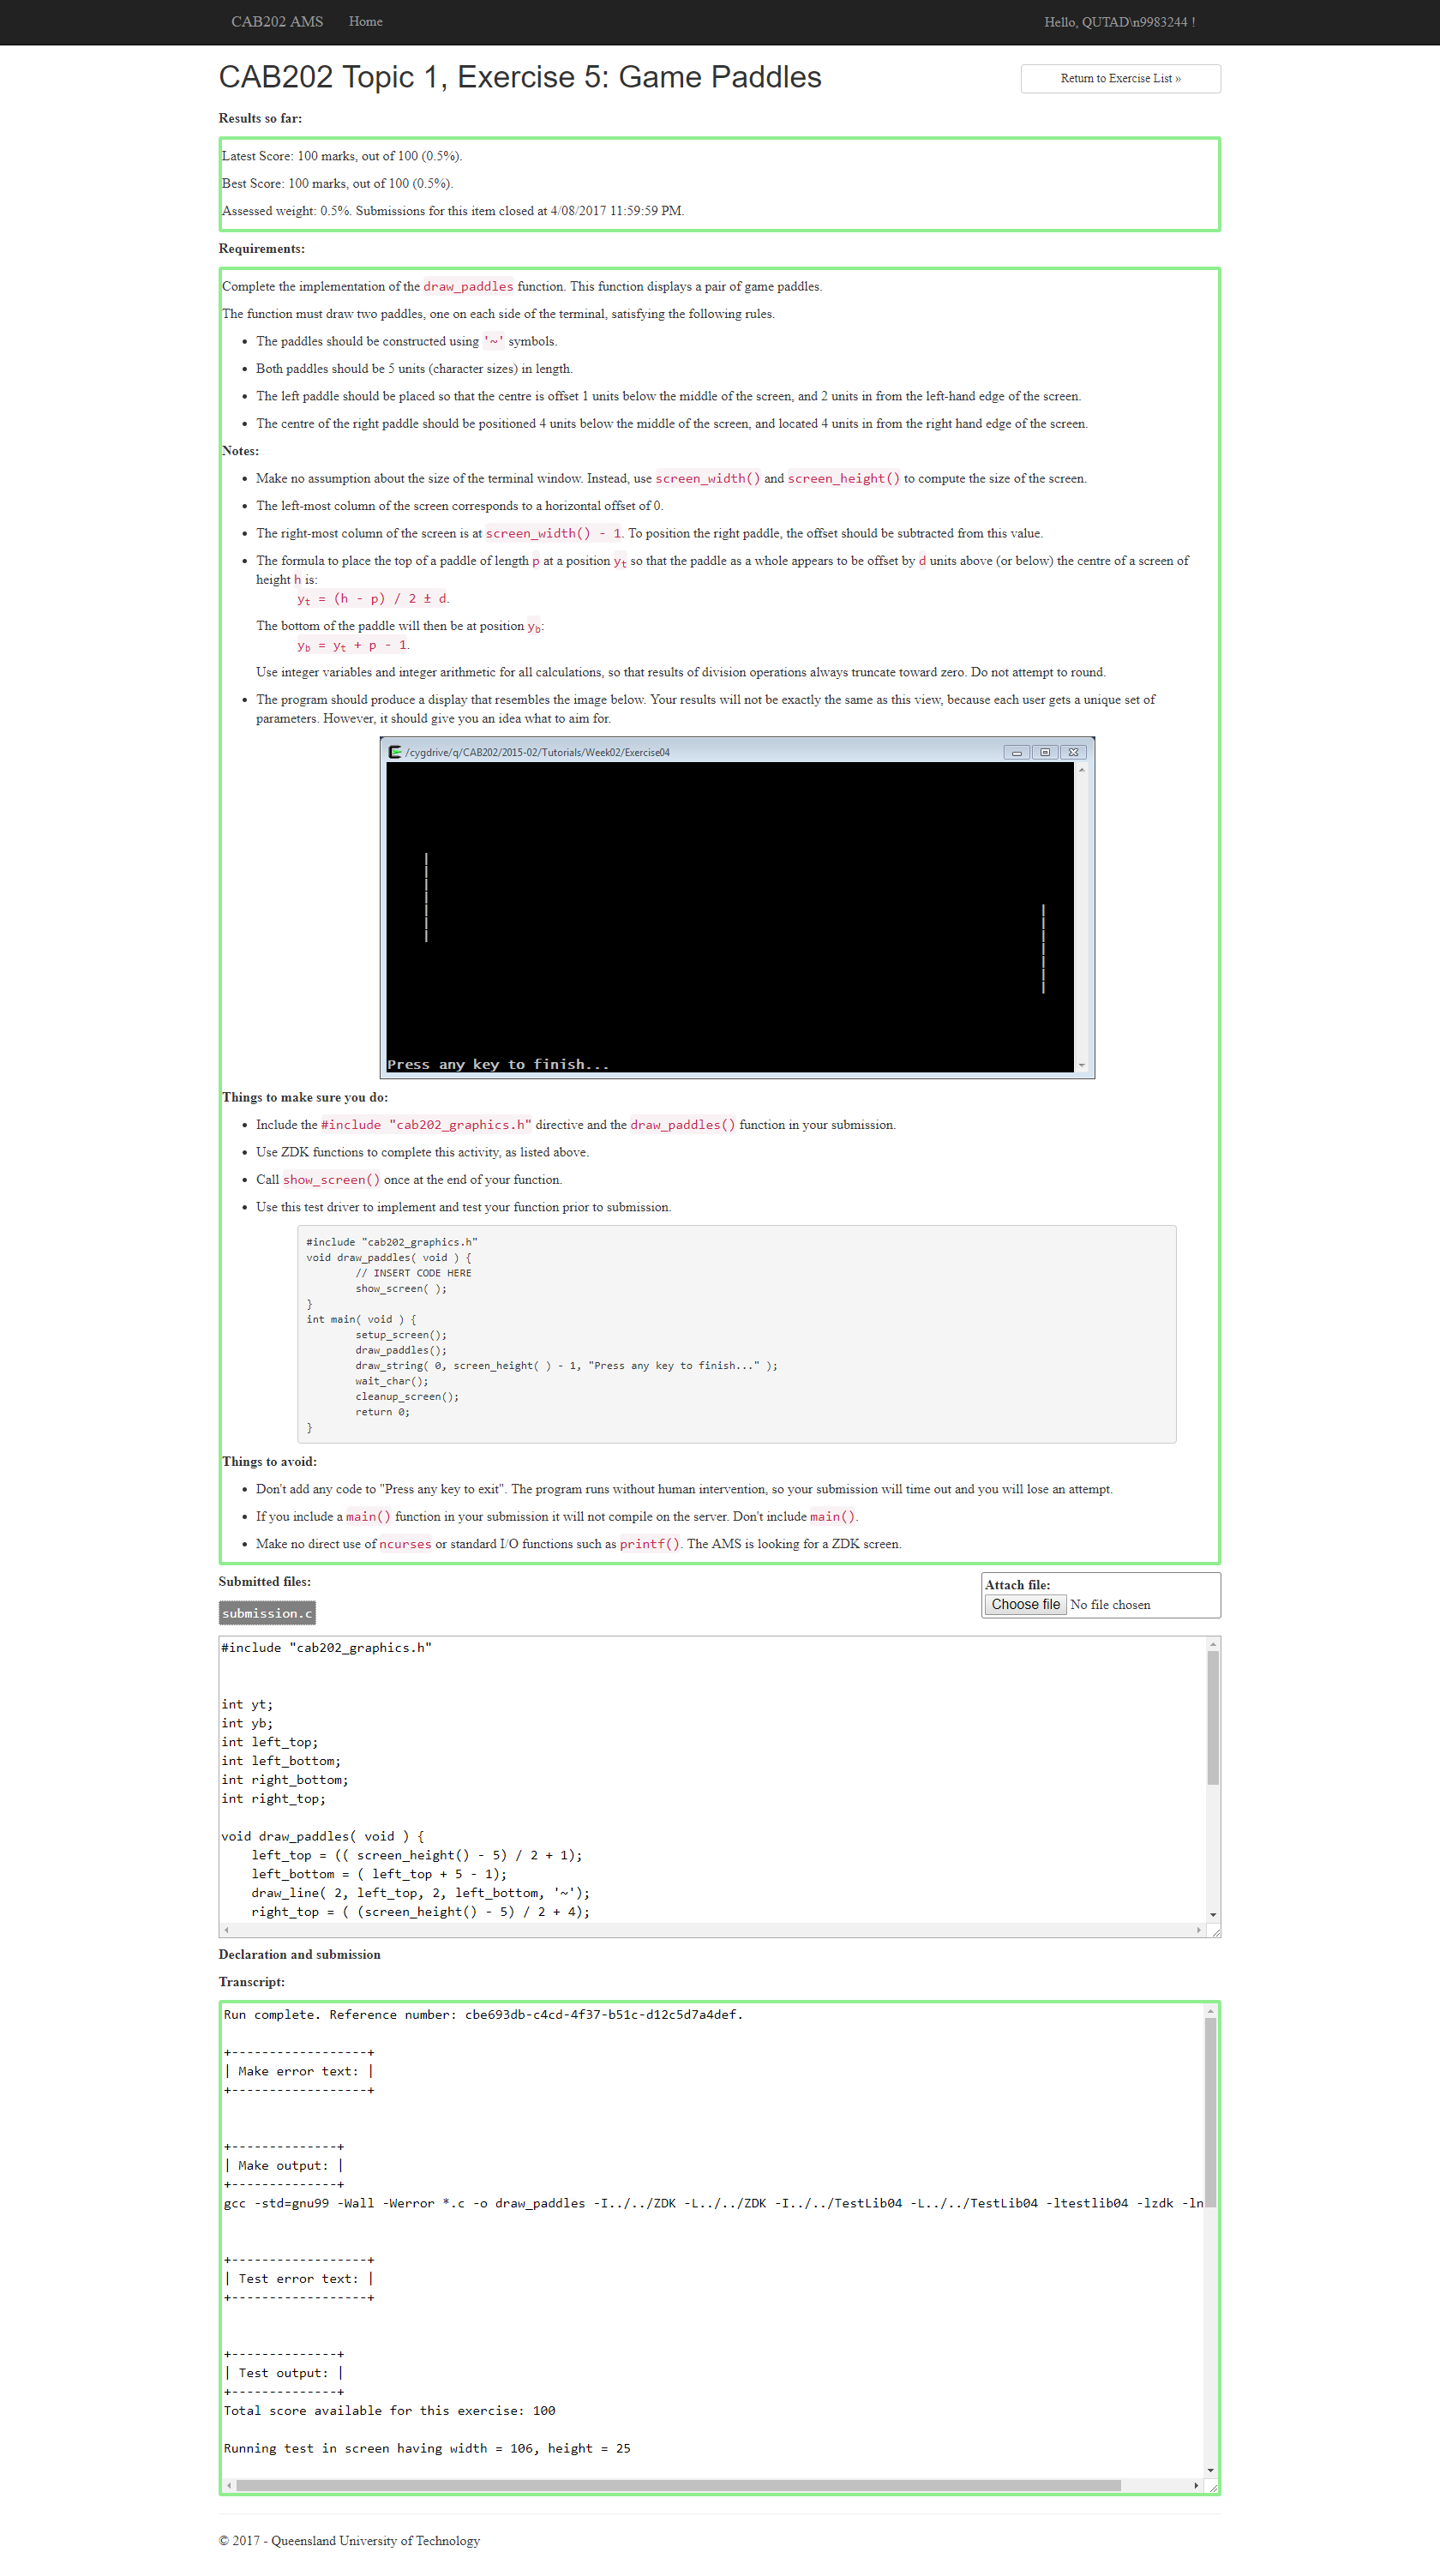 CAB202 AMS Home Hello, QUTAD\n9983244 !
CAB202 Topic 1, Exercise 5: Game Paddles
Return to Exercise List »
Results so far:
Latest Score: 100 marks, out of 100 (0.5%).
Best Score: 100 marks, out of 100 (0.5%).
Assessed weight: 0.5%. Submissions for this item closed at 4/08/2017 11:59:59 PM.
Requirements:
Complete the implementation of the draw_paddles function. This function displays a pair of game paddles.
The function must draw two paddles, one on each side of the terminal, satisfying the following rules.
• The paddles should be constructed using '~' symbols.
• Both paddles should be 5 units (character sizes) in length.
• The left paddle should be placed so that the centre is offset 1 units below the middle of the screen, and 2 units in from the left-hand edge of the screen.
• The centre of the right paddle should be positioned 4 units below the middle of the screen, and located 4 units in from the right hand edge of the screen.
Notes:
• Make no assumption about the size of the terminal window. Instead, use screen_width() and screen_height() to compute the size of the screen.
• The left-most column of the screen corresponds to a horizontal offset of 0.
• The right-most column of the screen is at screen_width() - 1. To position the right paddle, the offset should be subtracted from this value.
• The formula to place the top of a paddle of length p at a position yt so that the paddle as a whole appears to be offset by d units above (or below) the centre of a screen of
height h is:
yt = (h - p) / 2 ± d.
The bottom of the paddle will then be at position yb:
yb = yt + p - 1.
Use integer variables and integer arithmetic for all calculations, so that results of division operations always truncate toward zero. Do not attempt to round.
• The program should produce a display that resembles the image below. Your results will not be exactly the same as this view, because each user gets a unique set of
parameters. However, it should give you an idea what to aim for.
/cygdrive/q/CAB202/2015-02/Tutorials/Week02/Exercise04
Press any key to finish...
Things to make sure you do:
• Include the #include "cab202_graphics.h" directive and the draw_paddles() function in your submission.
• Use ZDK functions to complete this activity, as listed above.
• Call show_screen() once at the end of your function.
• Use this test driver to implement and test your function prior to submission.
#include "cab202_graphics.h"
void draw_paddles( void ) {
// INSERT CODE HERE
show_screen( );
}
int main( void ) {
setup_screen();
draw_paddles();
draw_string( 0, screen_height( ) - 1, "Press any key to finish..." );
wait_char();
cleanup_screen();
return 0;
}
Things to avoid:
• Don't add any code to "Press any key to exit". The program runs without human intervention, so your submission will time out and you will lose an attempt.
• If you include a main() function in your submission it will not compile on the server. Don't include main().
• Make no direct use of ncurses or standard I/O functions such as printf(). The AMS is looking for a ZDK screen.
Submitted files:
Attach file:
Choose file No file chosen
submission.c
#include "cab202_graphics.h"
int yt;
int yb;
int left_top;
int left_bottom;
int right_bottom;
int right_top;
void draw_paddles( void ) {
left_top = (( screen_height() - 5) / 2 + 1);
left_bottom = ( left_top + 5 - 1);
draw_line( 2, left_top, 2, left_bottom, '~');
right_top = ( (screen_height() - 5) / 2 + 4);
Declaration and submission
Transcript:
Run complete. Reference number: cbe693db-c4cd-4f37-b51c-d12c5d7a4def.
+------------------+
| Make error text: |
+------------------+
+--------------+
| Make output: |
+--------------+
gcc -std=gnu99 -Wall -Werror *.c -o draw_paddles -I../../ZDK -L../../ZDK -I../../TestLib04 -L../../TestLib04 -ltestlib04 -lzdk -ln
+------------------+
| Test error text: |
+------------------+
+--------------+
| Test output: |
+--------------+
Total score available for this exercise: 100
Running test in screen having width = 106, height = 25
© 2017 - Queensland University of Technology